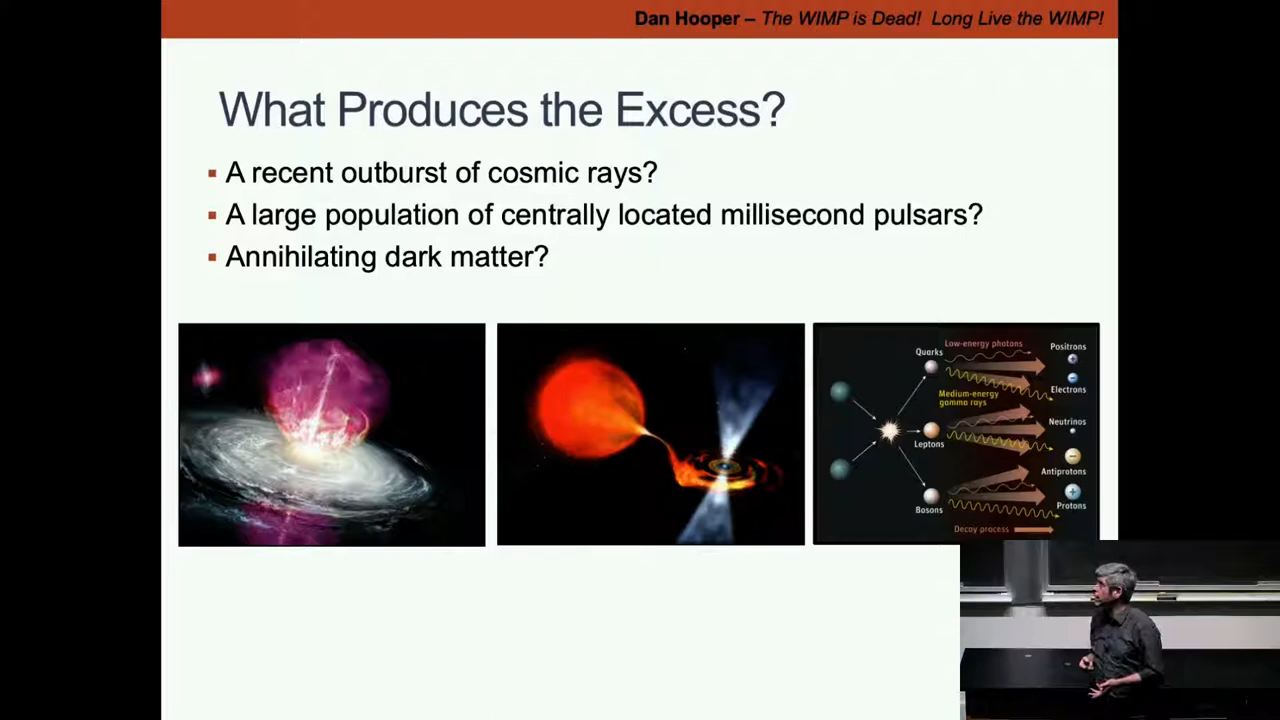 Dan Hooper – The WIMP is Dead! Long Live the WIMP!
What Produces the Excess?
▪ A recent outburst of cosmic rays?
▪ A large population of centrally located millisecond pulsars?
▪ Annihilating dark matter?
Quarks
Low-energy photons
Positrons
Medium-energy
gamma rays
Electrons
Leptons
Neutrinos
Antiprotons
Bosons
Protons
Decay process